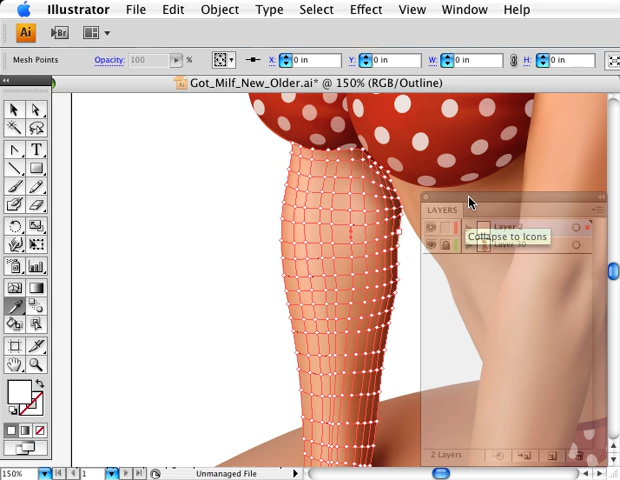 Illustrator File Edit Object Type Select Effect View Window Help
Ai Br
Mesh Points Opacity: 100 % X: 0 in Y: 0 in W: 0 in H: 0 in
Got_Milf_New_Older.ai* @ 150% (RGB/Outline)
T
LAYERS
Layer 2
Collapse to Icons
2 Layers
150% 1 Unmanaged File